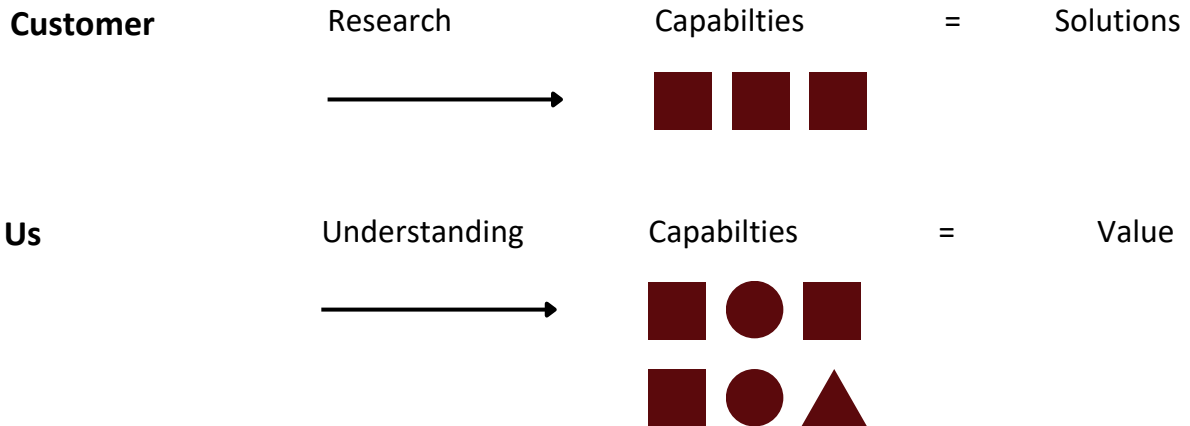 Customer Research Capabilties = Solutions
Us Understanding Capabilties = Value